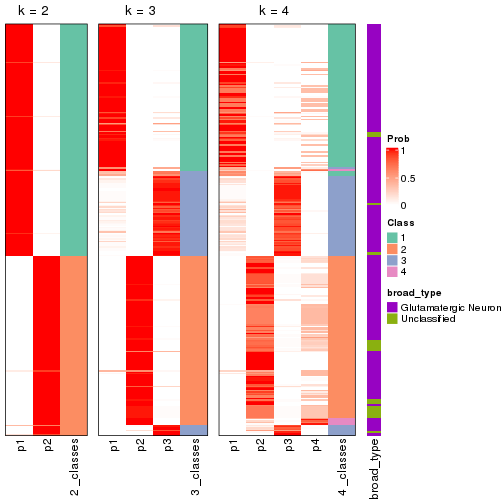 k = 2
k = 3
k = 4
Prob
1
0.5
0
Class
1
2
3
4
broad_type
Glutamatergic Neuron
Unclassified
p1
p2
2_classes
p1
p2
p3
3_classes
p1
p2
p3
p4
4_classes
broad_type